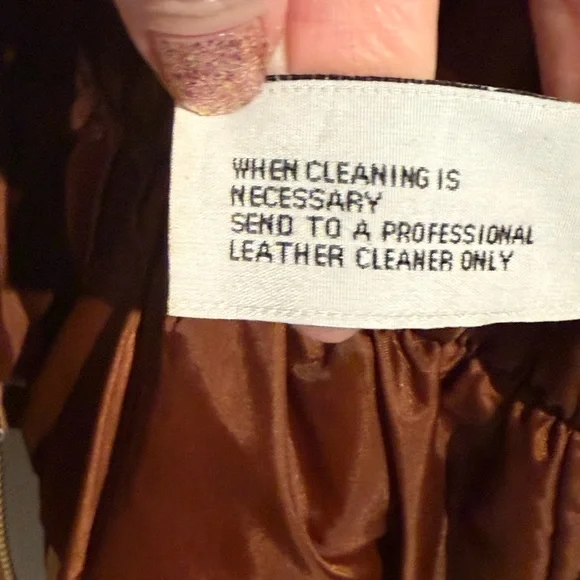 WHEN CLEANING IS
NECESSARY
SEND TO A PROFESSIONAL
LEATHER CLEANER ONLY